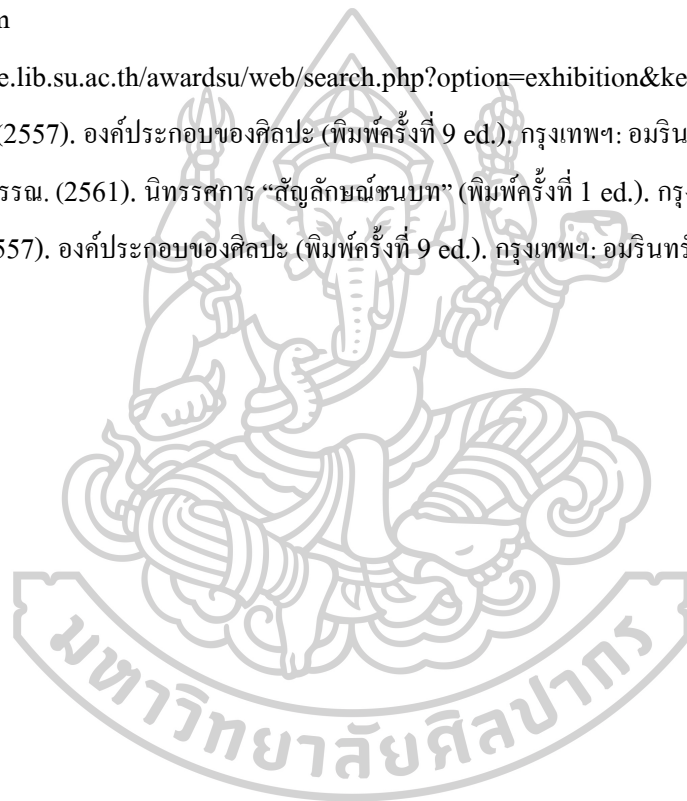 m
e.lib.su.ac.th/awardsu/web/search.php?option=exhibition&ke
(2557). องค์ประกอบของศิลปะ (พิมพ์ครั้งที่ 9 ed.). กรุงเทพฯ: อมริน
รรณ. (2561). นิทรรศการ “สัญลักษณ์ชนบท” (พิมพ์ครั้งที่ 1 ed.). กรุง
557). องค์ประกอบของศิลปะ (พิมพ์ครั้งที่ 9 ed.). กรุงเทพฯ: อมรินทร
มหาวิทยาลัยศิลปากร